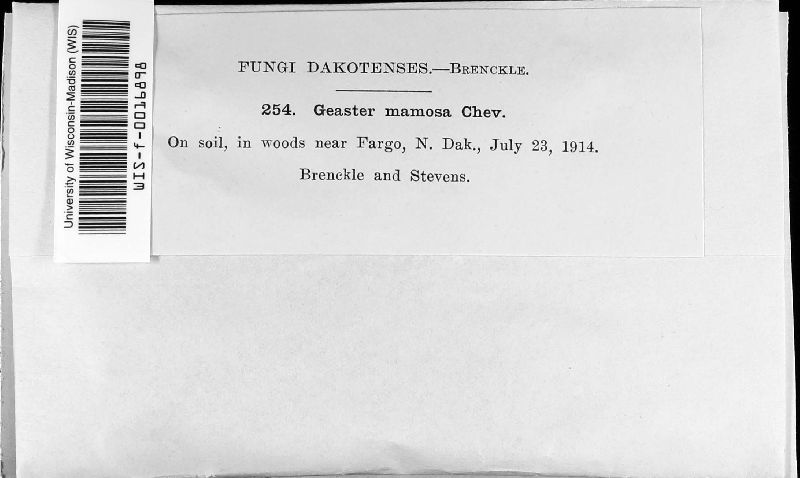 University of Wisconsin-Madison (WIS)
WIS-f-0016898
FUNGI DAKOTENSES.—BRENCKLE.
254. Geaster mamosa Chev.
On soil, in woods near Fargo, N. Dak., July 23, 1914.
Brenckle and Stevens.